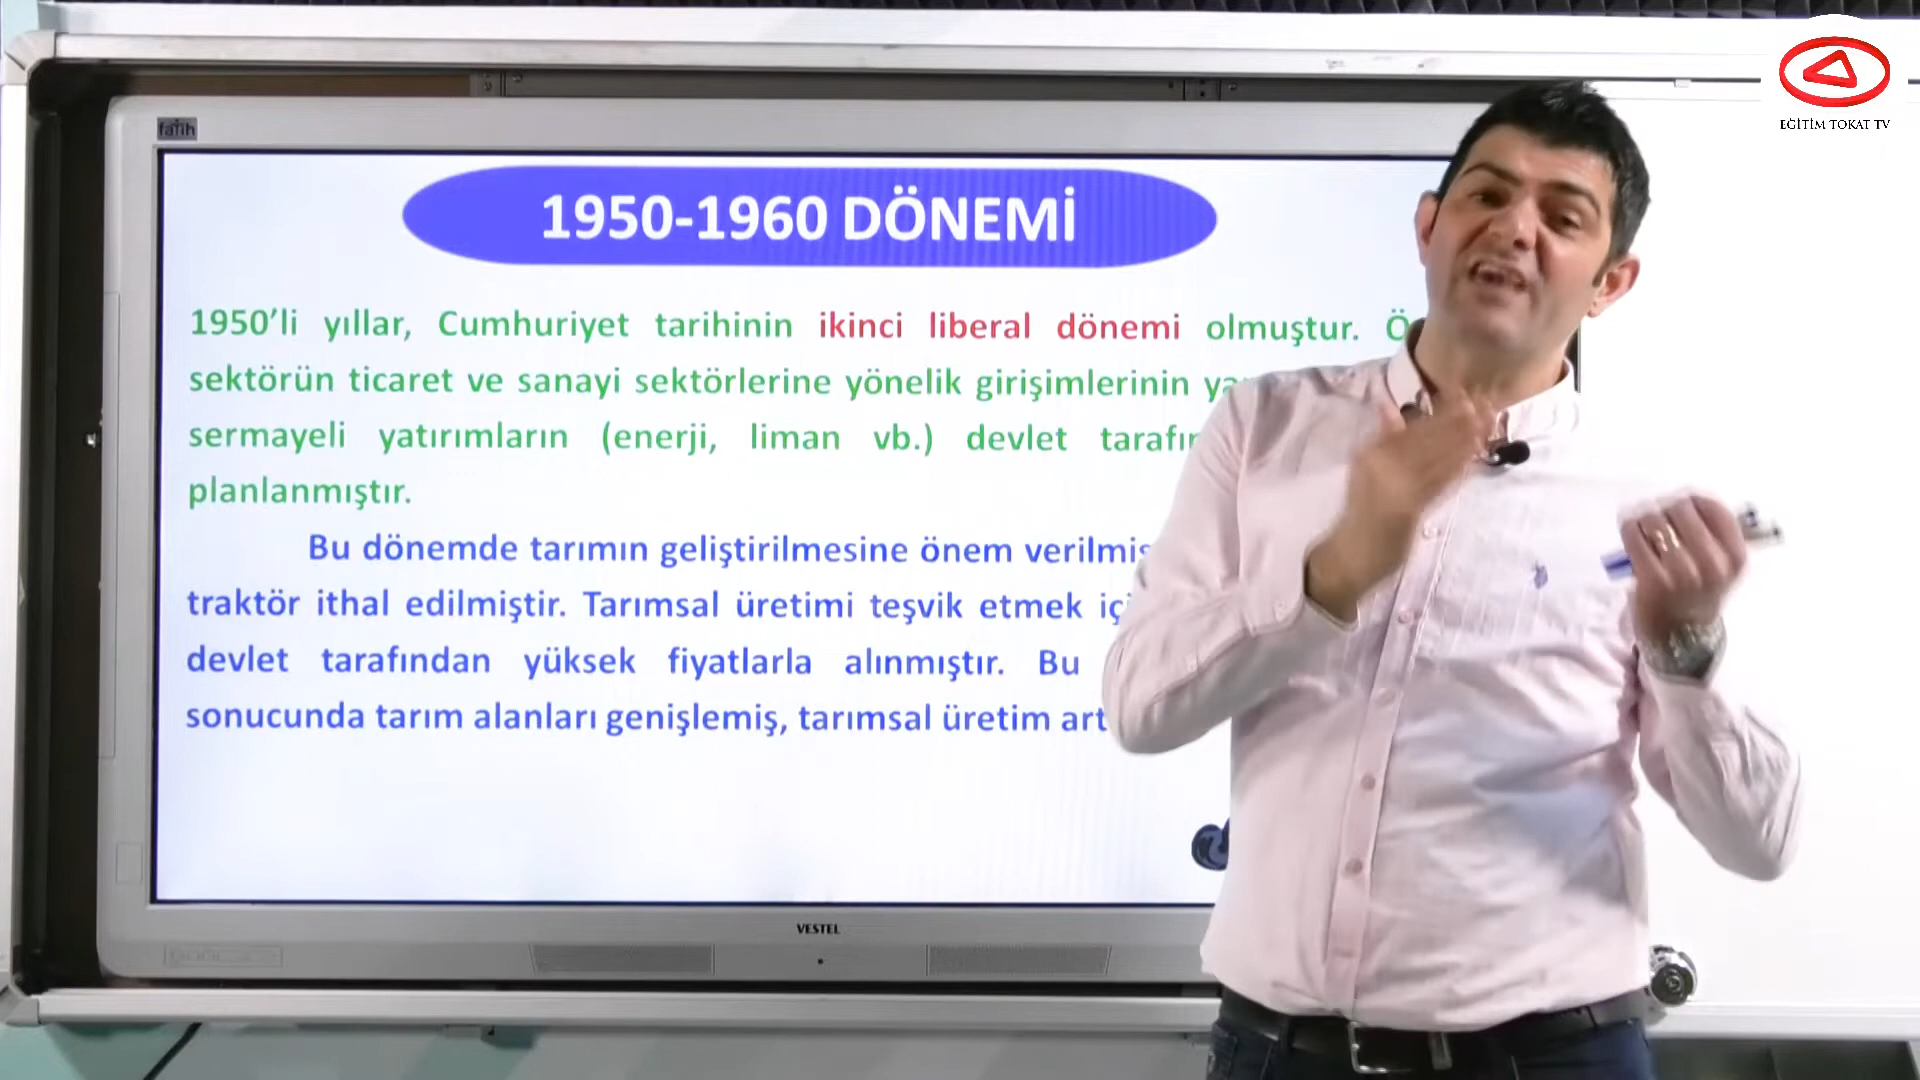 EĞİTİM TOKAT TV
fatih
1950-1960 DÖNEMİ
1950’li yıllar, Cumhuriyet tarihinin ikinci liberal dönemi olmuştur.
sektörün ticaret ve sanayi sektörlerine yönelik girişimlerinin
sermayeli yatırımların (enerji, liman vb.) devlet
planlanmıştır.
Bu dönemde tarımın geliştirilmesine önem
traktör ithal edilmiştir. Tarımsal üretimi teşvik etmek
devlet tarafından yüksek fiyatlarla alınmıştır. Bu
sonucunda tarım alanları genişlemiş, tarımsal üretim
VESTEL